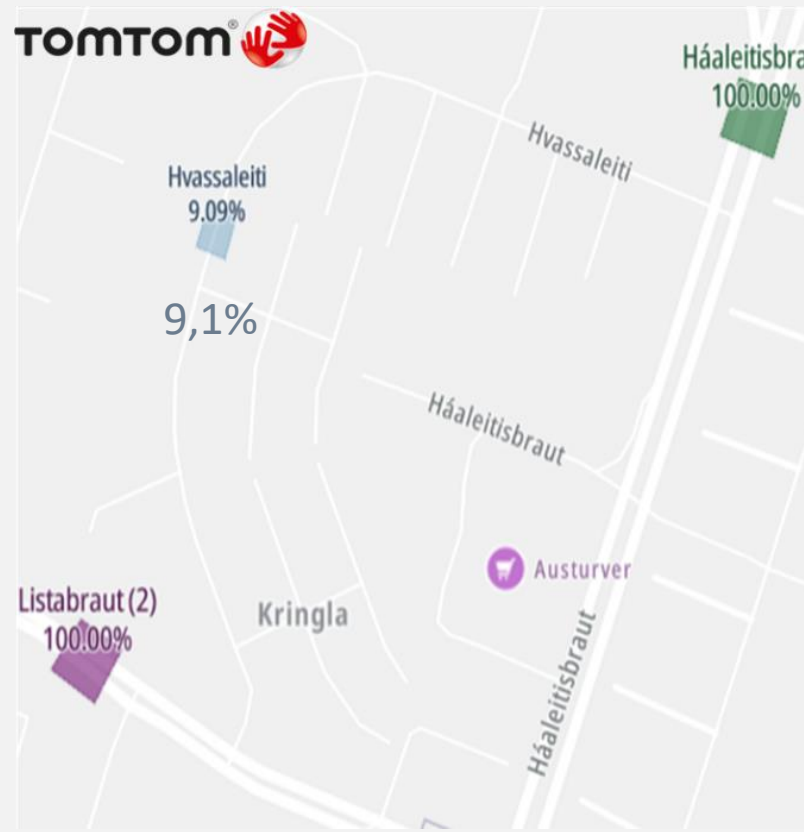 TOMTOM®
Háaleitisbra
100.00%
Hvassaleiti
Hvassaleiti
9.09%
9,1%
Háaleitisbraut
Austurver
Listabraut (2)
100.00%
Kringla
Háaleitisbraut